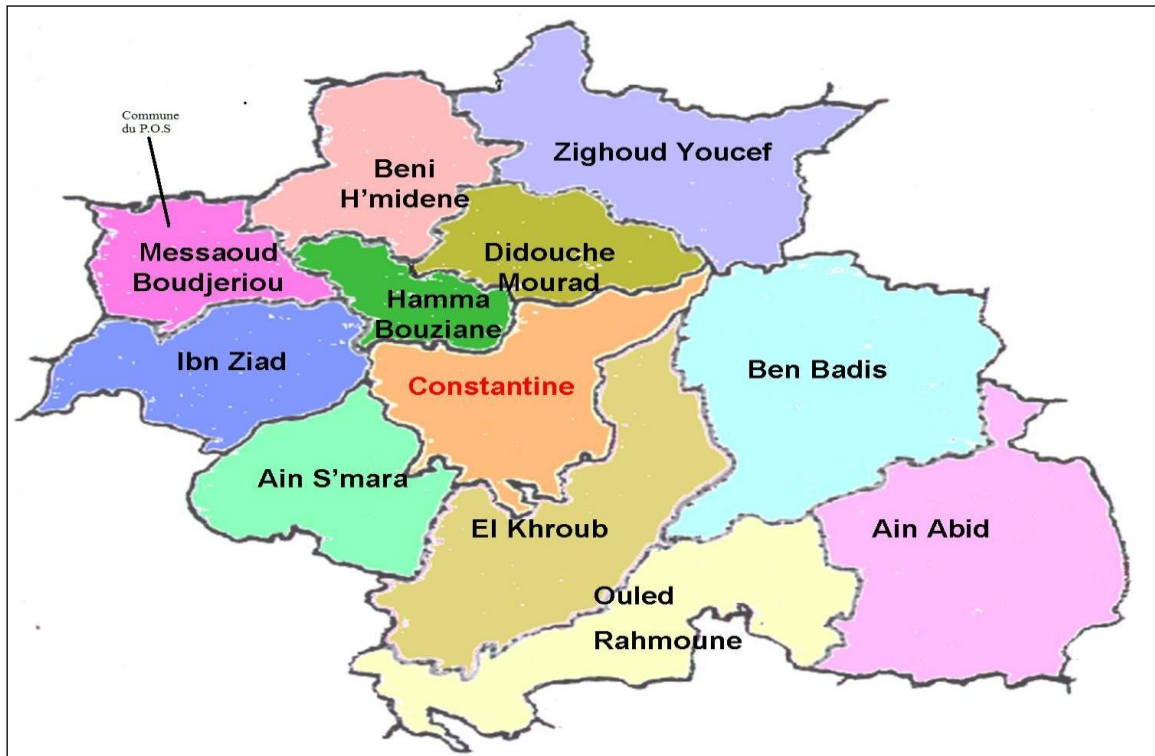 Commune
du P.O.S
Zighoud Youcef
Beni
H'midene
Messaoud
Boudjeriou
Didouche
Mourad
Hamma
Bouziane
Ibn Ziad
Constantine
Ben Badis
Ain S'mara
El Khroub
Ain Abid
Ouled
Rahmoune